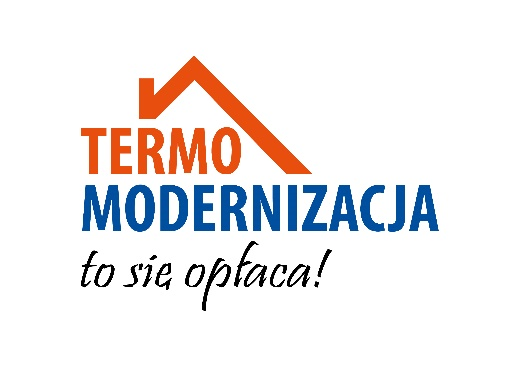 TERMO
MODERNIZACJA
to się opłaca!